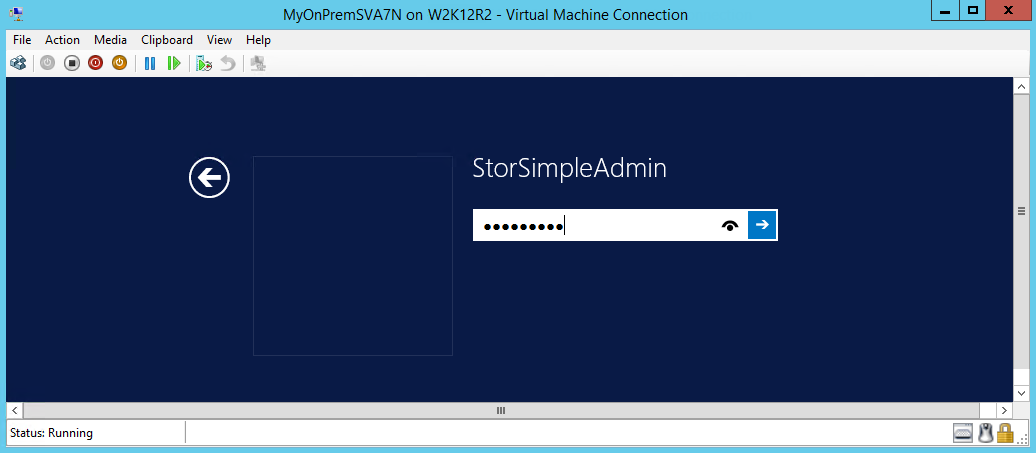 MyOnPremSVA7N on W2K12R2 - Virtual Machine Connection
File Action Media Clipboard View Help
StorSimpleAdmin
Status: Running